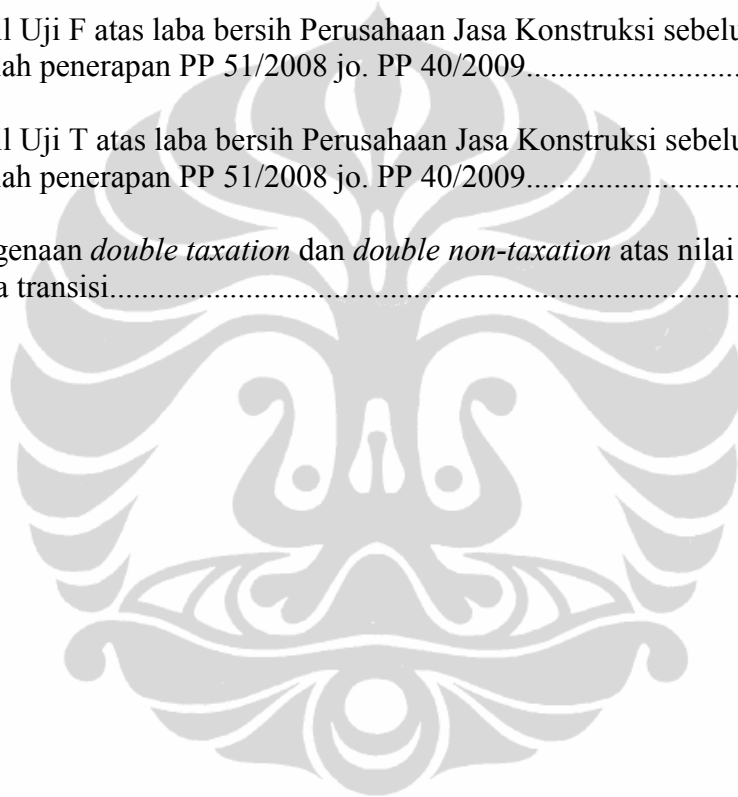 l Uji F atas laba bersih Perusahaan Jasa Konstruksi sebelu
lah penerapan PP 51/2008 jo. PP 40/2009............................
l Uji T atas laba bersih Perusahaan Jasa Konstruksi sebelu
lah penerapan PP 51/2008 jo. PP 40/2009............................
genaan double taxation dan double non-taxation atas nilai
a transisi.....................................................................................